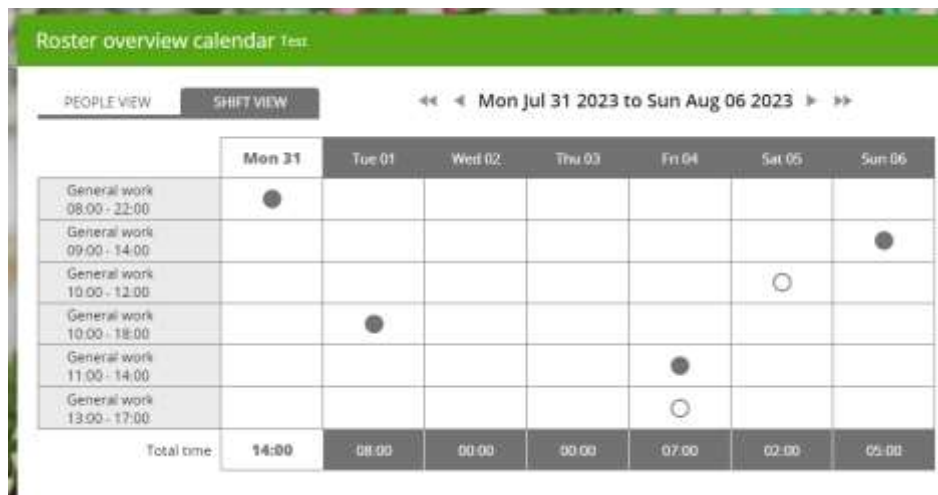 Roster overview calendar Test
PEOPLE VIEW SHIFT VIEW Mon Jul 31 2023 to Sun Aug 06 2023
Mon 31 Tue 01 Wed 02 Thu 03 Fri 04 Sat 05 Sun 06
General work
08:00 - 22:00
General work
09:00 - 14:00
General work
10:00 - 12:00
General work
10:00 - 18:00
General work
11:00 - 14:00
General work
13:00 - 17:00
Total time 14:00 08:00 00:00 00:00 07:00 02:00 05:00